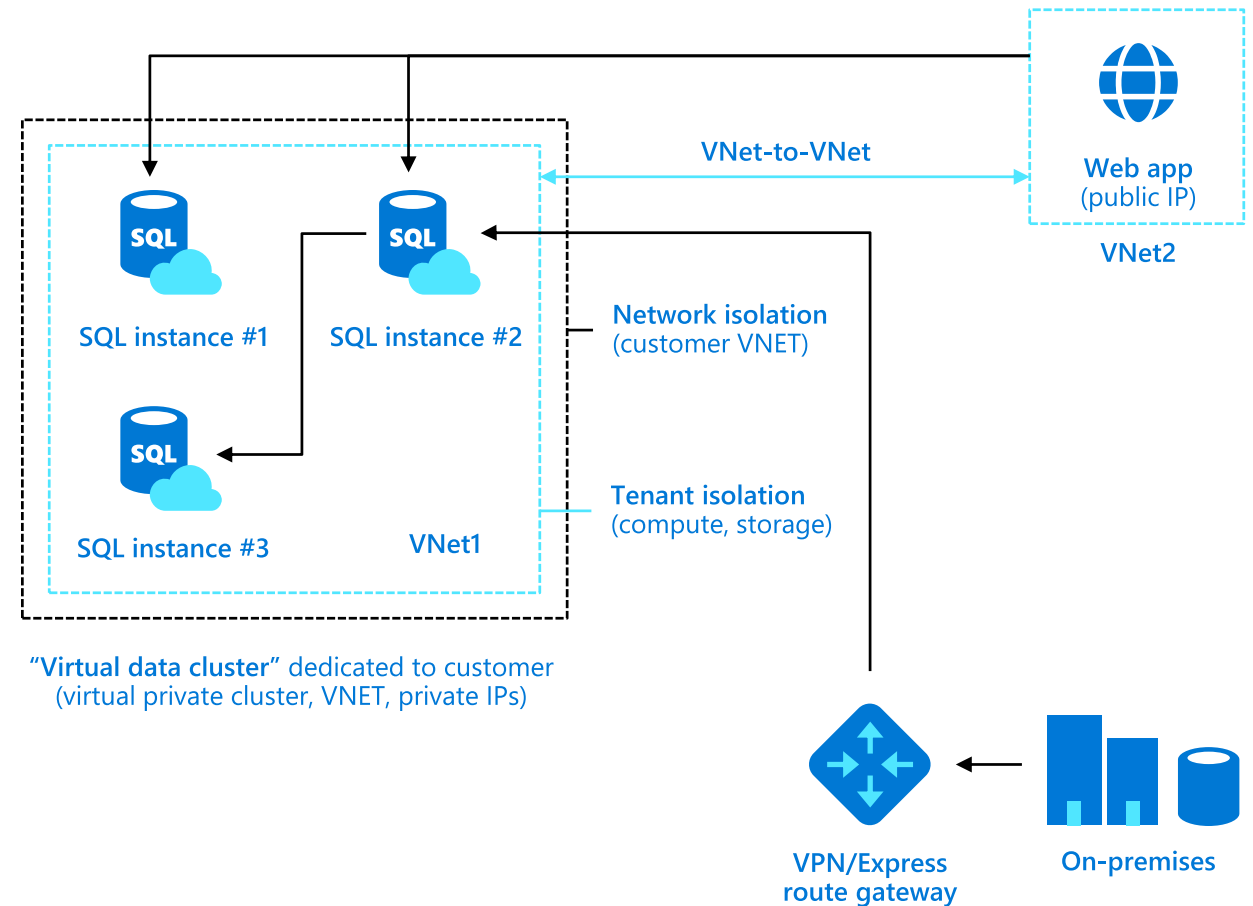 VNet-to-VNet
Web app
(public IP)
VNet2
SQL
SQL
SQL instance #1
SQL instance #2
Network isolation
(customer VNET)
SQL
SQL instance #3
VNet1
Tenant isolation
(compute, storage)
“Virtual data cluster” dedicated to customer
(virtual private cluster, VNET, private IPs)
VPN/Express
route gateway
On-premises